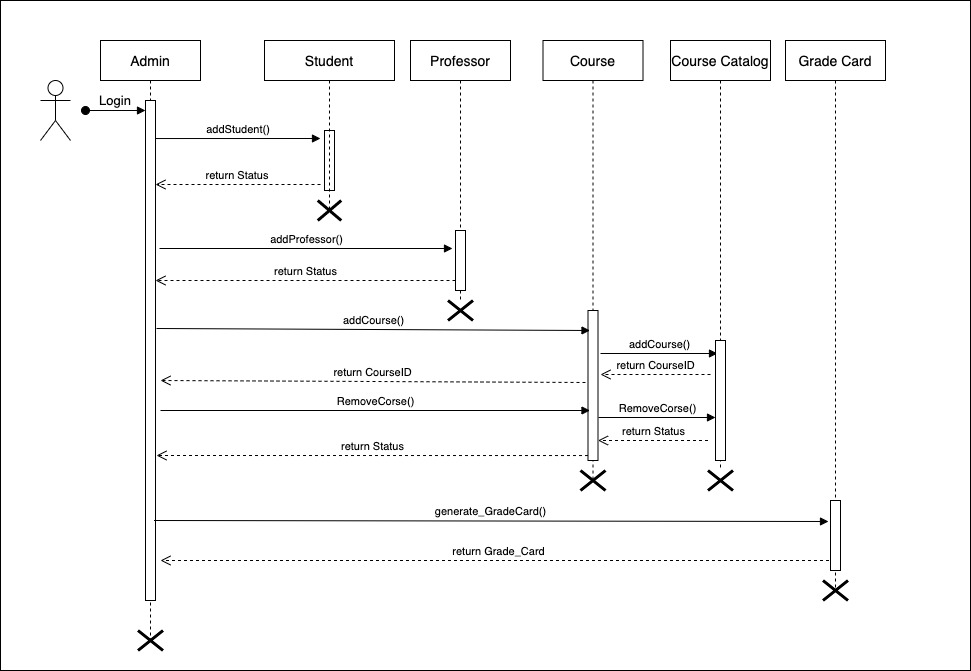 Admin
Student
Professor
Course
Course Catalog
Grade Card
Login
addStudent()
return Status
addProfessor()
return Status
addCourse()
addCourse()
return CourseID
return CourseID
RemoveCorse()
RemoveCorse()
return Status
return Status
generate_GradeCard()
return Grade_Card